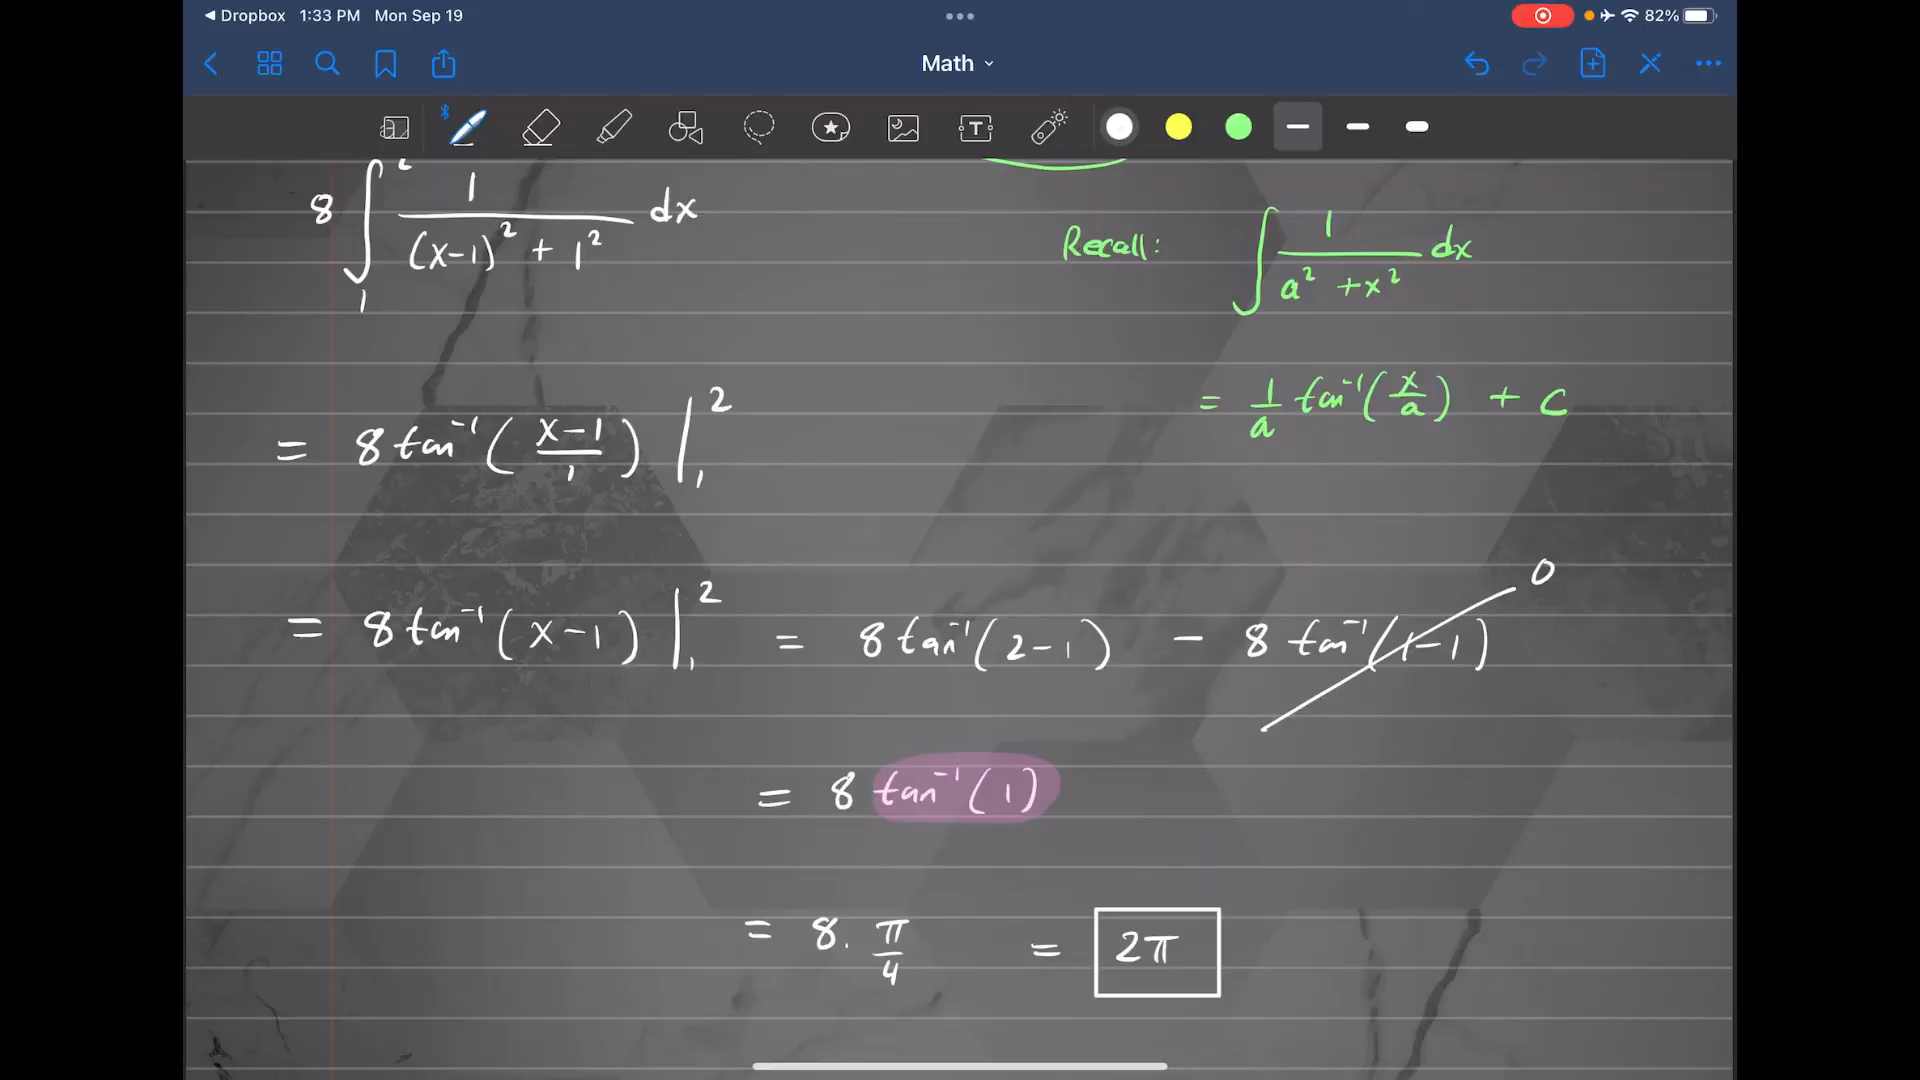 Dropbox 1:33 PM Mon Sep 19 82%
Math
8 ∫₁² 1/((x-1)² + 1²) dx
Recall: ∫ 1/(a² + x²) dx
= 1/a tan⁻¹(x/a) + C
= 8 tan⁻¹((x-1)/1) |₁²
= 8 tan⁻¹(x-1) |₁² = 8 tan⁻¹(2-1) - 8 tan⁻¹(1-1) 0
= 8 tan⁻¹(1)
= 8 . π/4 = 2π